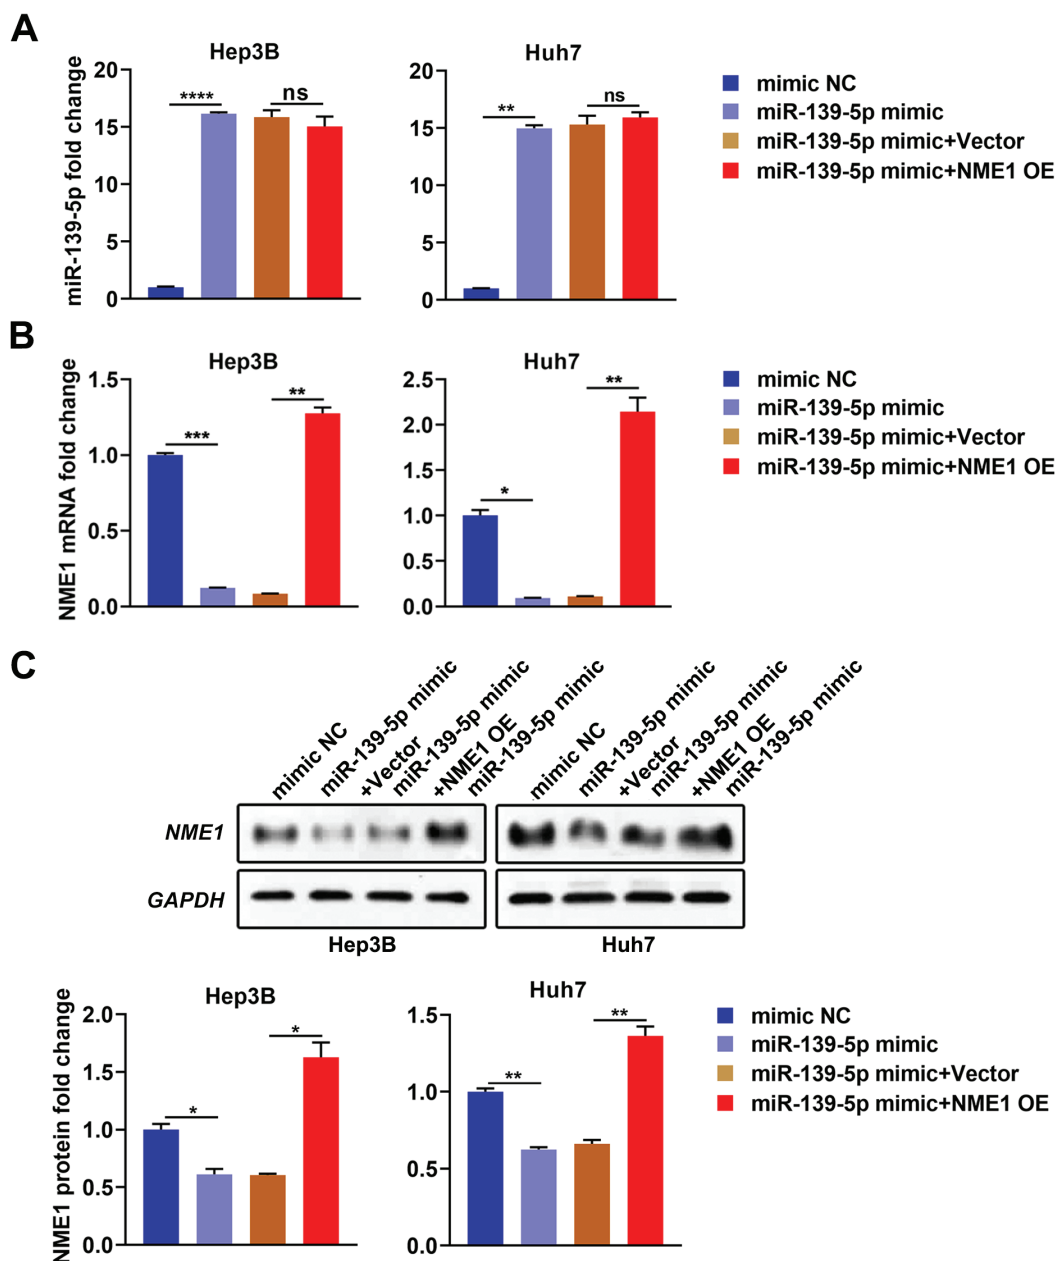 A
Hep3B
Huh7
miR-139-5p fold change
20
15
10
5
0
****
ns
20
15
10
5
0
**
ns
mimic NC
miR-139-5p mimic
miR-139-5p mimic+Vector
miR-139-5p mimic+NME1 OE
B
Hep3B
Huh7
NME1 mRNA fold change
1.5
1.0
0.5
0.0
***
**
2.5
2.0
1.5
1.0
0.5
0.0
*
**
mimic NC
miR-139-5p mimic
miR-139-5p mimic+Vector
miR-139-5p mimic+NME1 OE
C
mimic NC
miR-139-5p mimic
+Vector
miR-139-5p mimic
+NME1 OE
miR-139-5p mimic
mimic NC
miR-139-5p mimic
+Vector
miR-139-5p mimic
+NME1 OE
miR-139-5p mimic
NME1
GAPDH
Hep3B
Huh7
Hep3B
Huh7
NME1 protein fold change
2.0
1.5
1.0
0.5
0.0
*
*
1.5
1.0
0.5
0.0
**
**
mimic NC
miR-139-5p mimic
miR-139-5p mimic+Vector
miR-139-5p mimic+NME1 OE